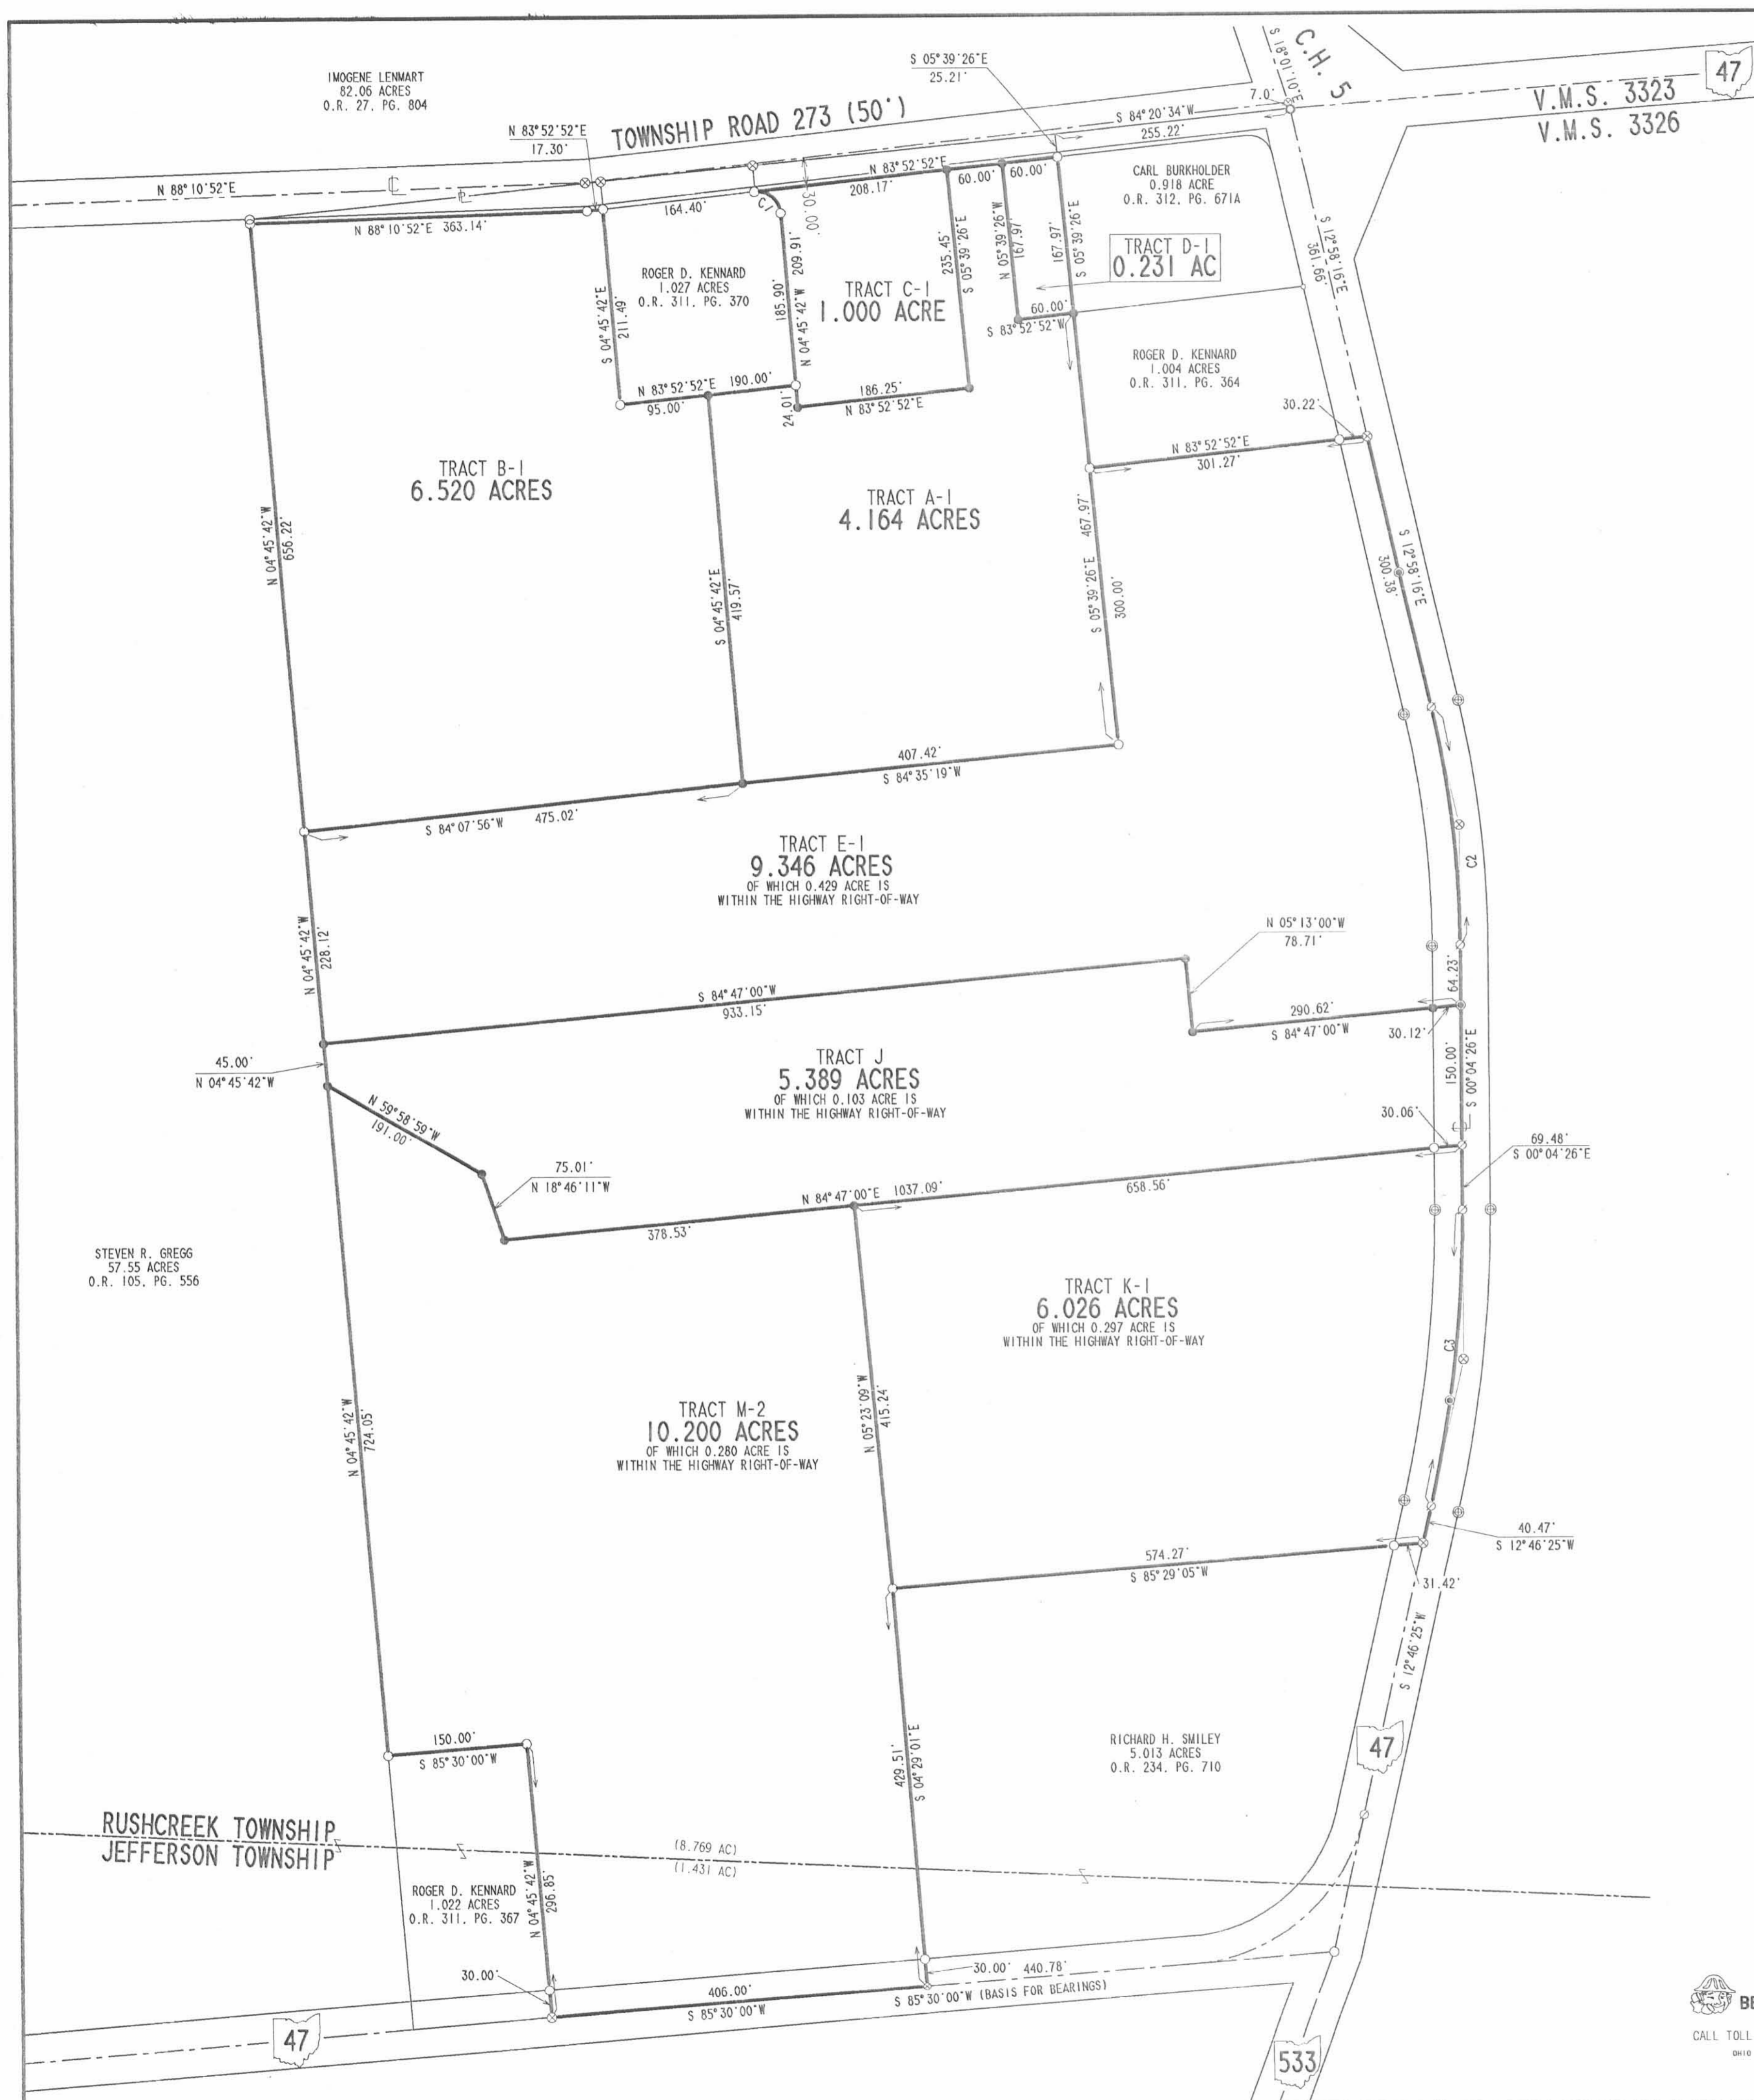 IMOGENE LENMART
82.06 ACRES
O.R. 27, PG. 804
S 05°39'26"E
25.21'
S 18°01'10"E
C.H. 5
47
7.0'
V.M.S. 3323
V.M.S. 3326
N 83°52'52"E
17.30'
TOWNSHIP ROAD 273 (50')
S 84°20'34"W
255.22'
N 88°10'52"E
N 83°52'52"E
208.17'
60.00'
60.00'
CARL BURKHOLDER
0.918 ACRE
O.R. 312, PG. 671A
164.40'
C1
30.00'
N 88°10'52"E 363.14'
S 04°45'42"E
211.49'
ROGER D. KENNARD
1.027 ACRES
O.R. 311, PG. 370
185.90'
N 04°45'42"W 209.91'
TRACT C-1
1.000 ACRE
235.45'
S 05°39'26"E
N 05°39'26"W
167.97'
167.97'
S 05°39'26"E
TRACT D-1
0.231 AC
S 12°58'16"E
361.66'
60.00'
S 83°52'52"W
ROGER D. KENNARD
1.004 ACRES
O.R. 311, PG. 364
N 83°52'52"E 190.00'
95.00'
24.01'
186.25'
N 83°52'52"E
30.22'
N 83°52'52"E
301.27'
TRACT B-1
6.520 ACRES
TRACT A-1
4.164 ACRES
467.97'
N 04°45'42"W
656.22'
S 04°45'42"E
419.57'
S 05°39'26"E
300.00'
S 12°58'16"E
300.38'
407.42'
S 84°35'19"W
S 84°07'56"W
475.02'
TRACT E-1
9.346 ACRES
OF WHICH 0.429 ACRE IS
WITHIN THE HIGHWAY RIGHT-OF-WAY
C2
N 04°45'42"W
228.12'
N 05°13'00"W
78.71'
64.23'
S 84°47'00"W
933.15'
290.62'
S 84°47'00"W
30.12'
45.00'
N 04°45'42"W
TRACT J
5.389 ACRES
OF WHICH 0.103 ACRE IS
WITHIN THE HIGHWAY RIGHT-OF-WAY
150.00'
S 00°04'26"E
N 59°58'59"W
191.00'
30.06'
69.48'
S 00°04'26"E
75.01'
N 18°46'11"W
N 84°47'00"E 1037.09'
658.56'
378.53'
STEVEN R. GREGG
57.55 ACRES
O.R. 105, PG. 556
TRACT K-1
6.026 ACRES
OF WHICH 0.297 ACRE IS
WITHIN THE HIGHWAY RIGHT-OF-WAY
C3
N 04°45'42"W
724.05'
TRACT M-2
10.200 ACRES
OF WHICH 0.280 ACRE IS
WITHIN THE HIGHWAY RIGHT-OF-WAY
N 05°23'09"W
415.24'
40.47'
S 12°46'25"W
574.27'
S 85°29'05"W
31.42'
S 12°46'25"W
150.00'
S 85°30'00"W
429.51'
S 04°29'01"E
RICHARD H. SMILEY
5.013 ACRES
O.R. 234, PG. 710
47
RUSHCREEK TOWNSHIP
JEFFERSON TOWNSHIP
(8.769 AC)
(1.431 AC)
ROGER D. KENNARD
1.022 ACRES
O.R. 311, PG. 367
N 04°45'42"W
296.85'
30.00'
406.00'
S 85°30'00"W
30.00' 440.78'
S 85°30'00"W (BASIS FOR BEARINGS)
47
533
BE
CALL TOLL
OHIO